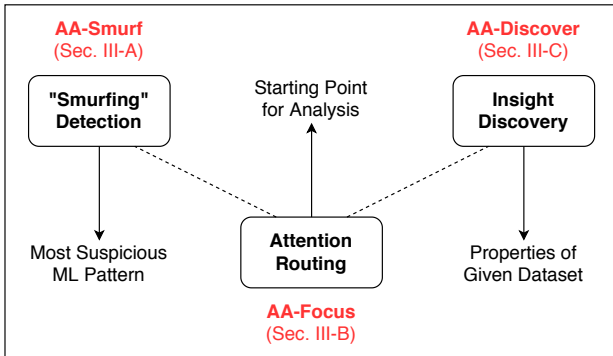 AA-Smurf
(Sec. III-A)
"Smurfing"
Detection
Most Suspicious
ML Pattern
Starting Point
for Analysis
Attention
Routing
AA-Focus
(Sec. III-B)
AA-Discover
(Sec. III-C)
Insight
Discovery
Properties of
Given Dataset